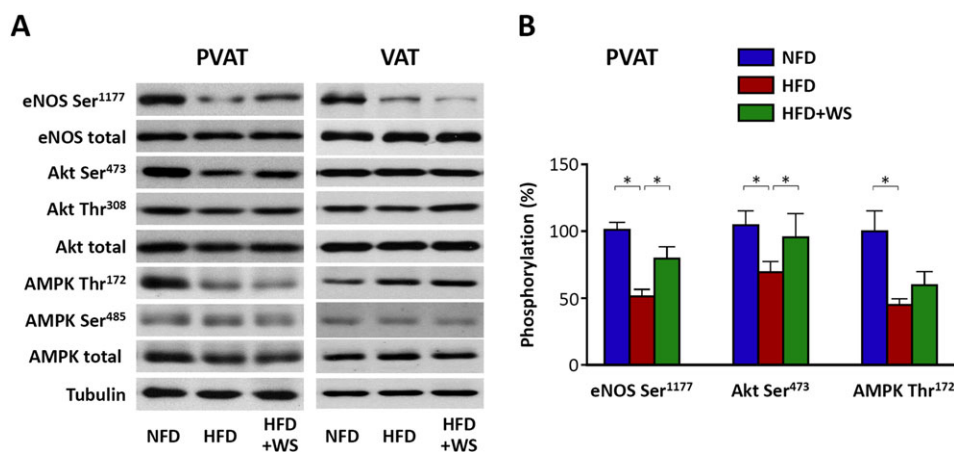 A
PVAT
VAT
eNOS Ser¹¹⁷⁷
eNOS total
Akt Ser⁴⁷³
Akt Thr³⁰⁸
Akt total
AMPK Thr¹⁷²
AMPK Ser⁴⁸⁵
AMPK total
Tubulin
NFD
HFD
HFD
+WS
NFD
HFD
HFD
+WS
B
PVAT
NFD
HFD
HFD+WS
Phosphorylation (%)
150
100
50
0
* * * * *
eNOS Ser¹¹⁷⁷
Akt Ser⁴⁷³
AMPK Thr¹⁷²